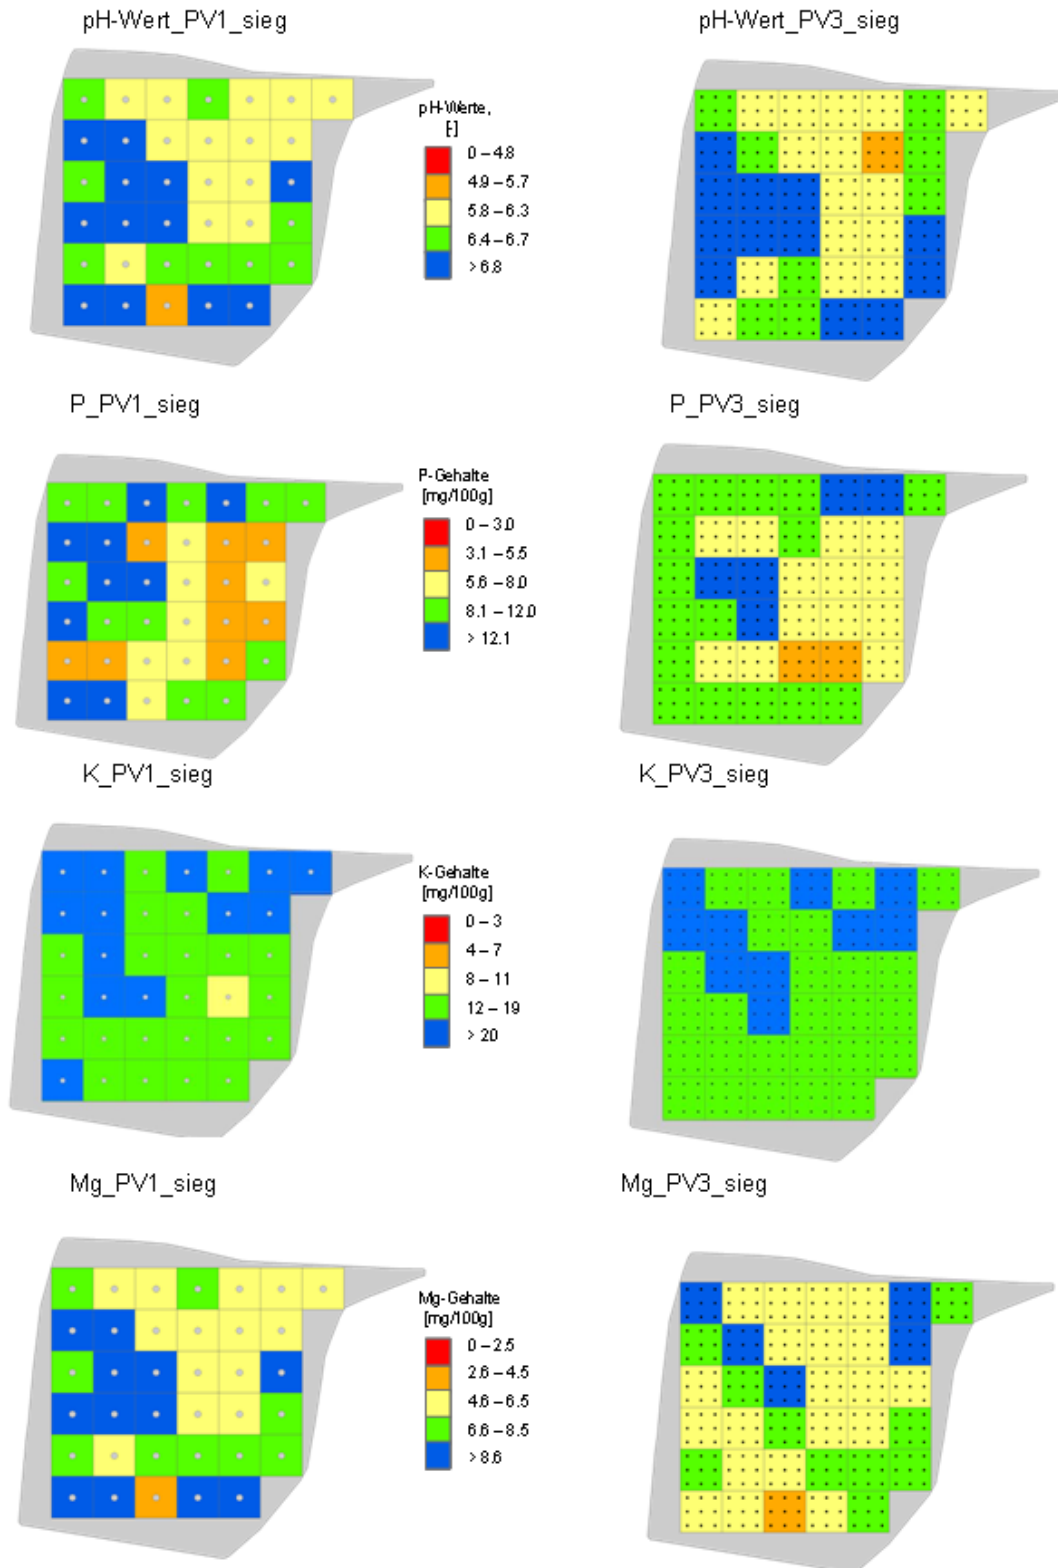 pH-Wert_PV1_sieg
pH-Wert_PV3_sieg
pH-Werte,
[-]
0 – 4.8
4.9 – 5.7
5.8 – 6.3
6.4 – 6.7
> 6.8
P_PV1_sieg
P_PV3_sieg
P-Gehalte
[mg/100g]
0 – 3.0
3.1 – 5.5
5.6 – 8.0
8.1 – 12.0
> 12.1
K_PV1_sieg
K_PV3_sieg
K-Gehalte
[mg/100g]
0 – 3
4 – 7
8 – 11
12 – 19
> 20
Mg_PV1_sieg
Mg_PV3_sieg
Mg-Gehalte
[mg/100g]
0 – 2.5
2.6 – 4.5
4.6 – 6.5
6.6 – 8.5
> 8.6